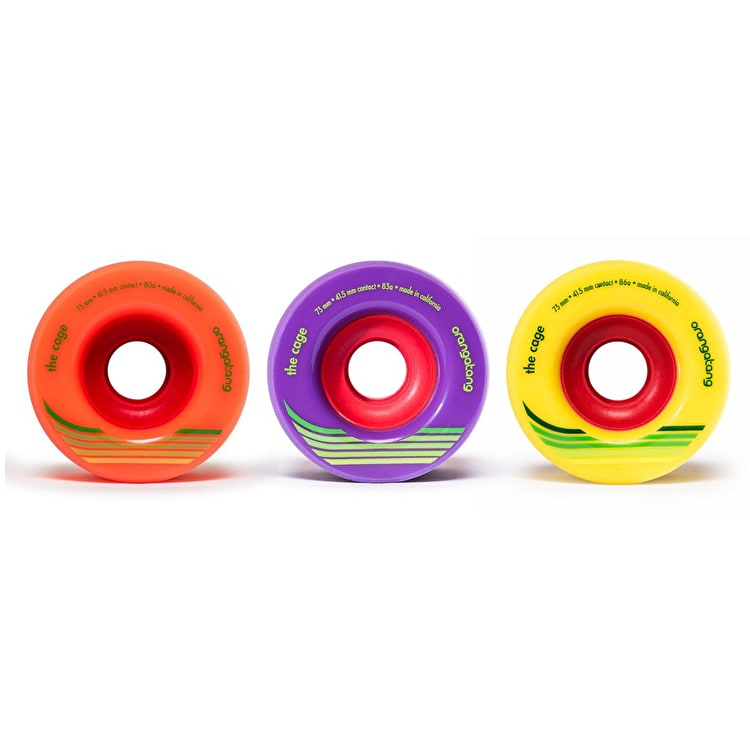 the cage
73 mm • 41.5 mm contact • 80a • made in california
orangatang
the cage
73 mm • 41.5 mm contact • 83a • made in california
orangatang
the cage
73 mm • 41.5 mm contact • 86a • made in california
orangatang